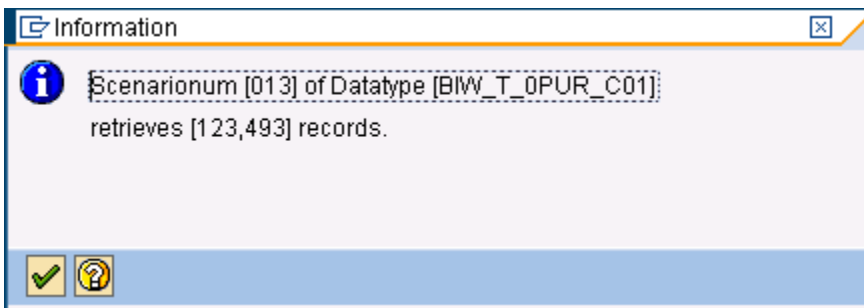 Information
Scenarionum [013] of Datatype [BIW_T_0PUR_C01]
retrieves [123,493] records.